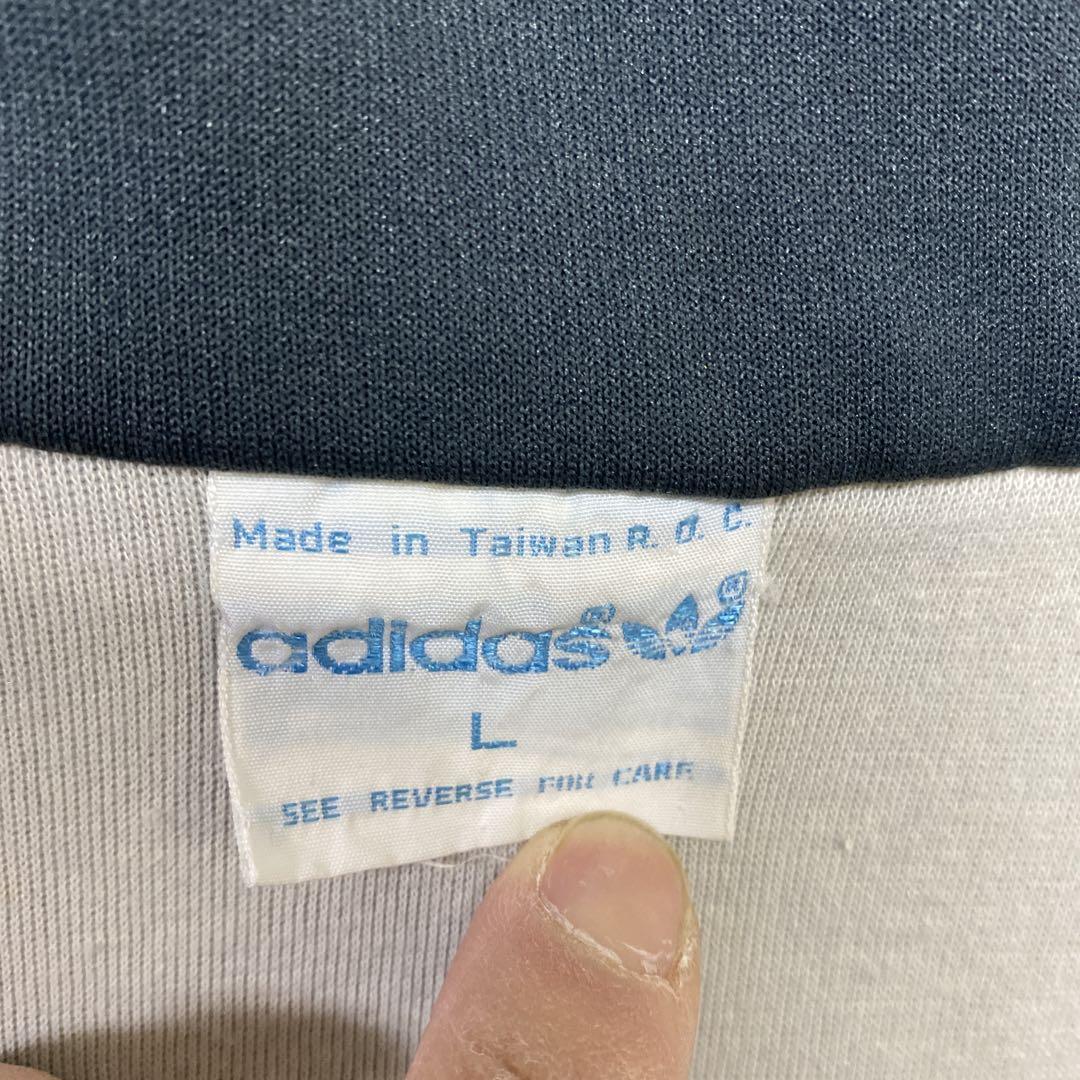 Made in Taiwan R. O. C.
adidas® ®
L
SEE REVERSE FOR CARE